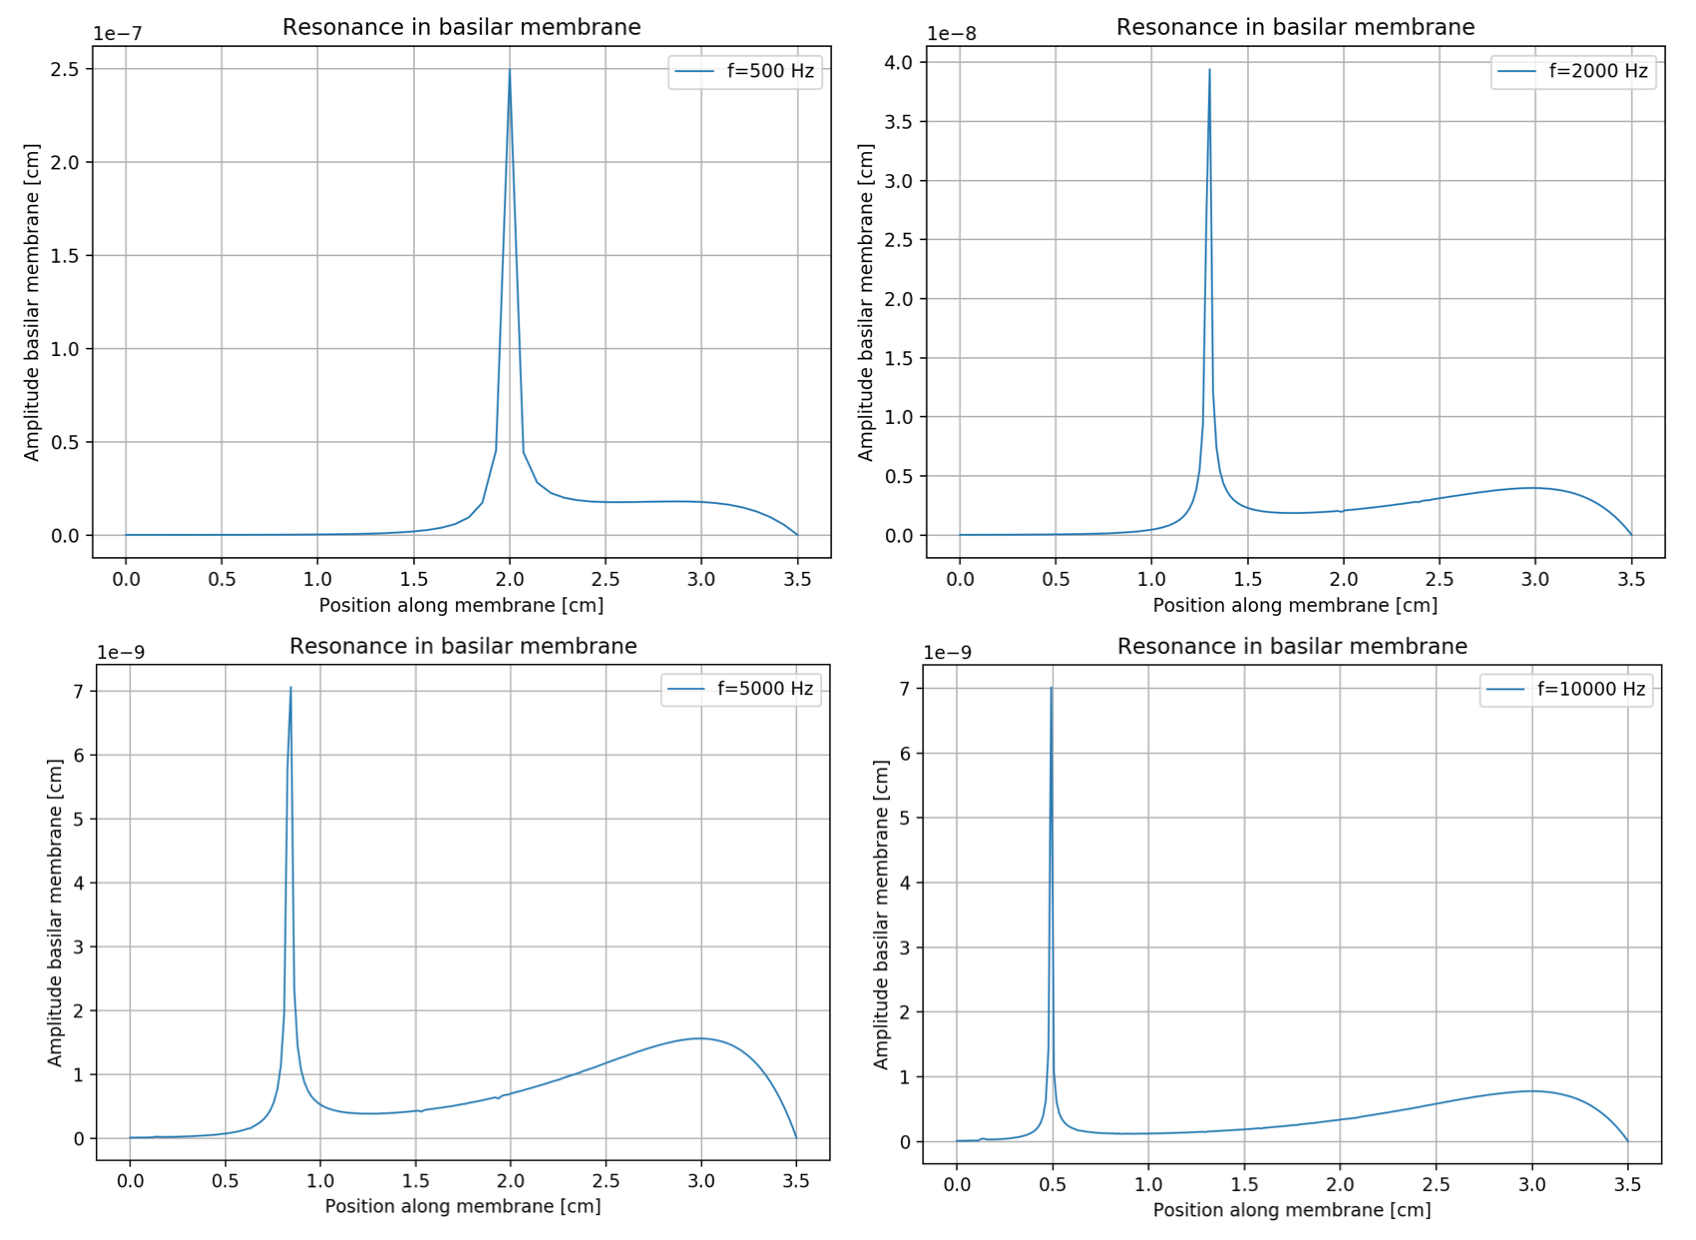 Resonance in basilar membrane
1e−7
f=500 Hz
Amplitude basilar membrane [cm]
2.5
2.0
1.5
1.0
0.5
0.0
0.0 0.5 1.0 1.5 2.0 2.5 3.0 3.5
Position along membrane [cm]
Resonance in basilar membrane
1e−8
f=2000 Hz
Amplitude basilar membrane [cm]
4.0
3.5
3.0
2.5
2.0
1.5
1.0
0.5
0.0
0.0 0.5 1.0 1.5 2.0 2.5 3.0 3.5
Position along membrane [cm]
Resonance in basilar membrane
1e−9
f=5000 Hz
Amplitude basilar membrane [cm]
7
6
5
4
3
2
1
0
0.0 0.5 1.0 1.5 2.0 2.5 3.0 3.5
Position along membrane [cm]
Resonance in basilar membrane
1e−9
f=10000 Hz
Amplitude basilar membrane [cm]
7
6
5
4
3
2
1
0
0.0 0.5 1.0 1.5 2.0 2.5 3.0 3.5
Position along membrane [cm]